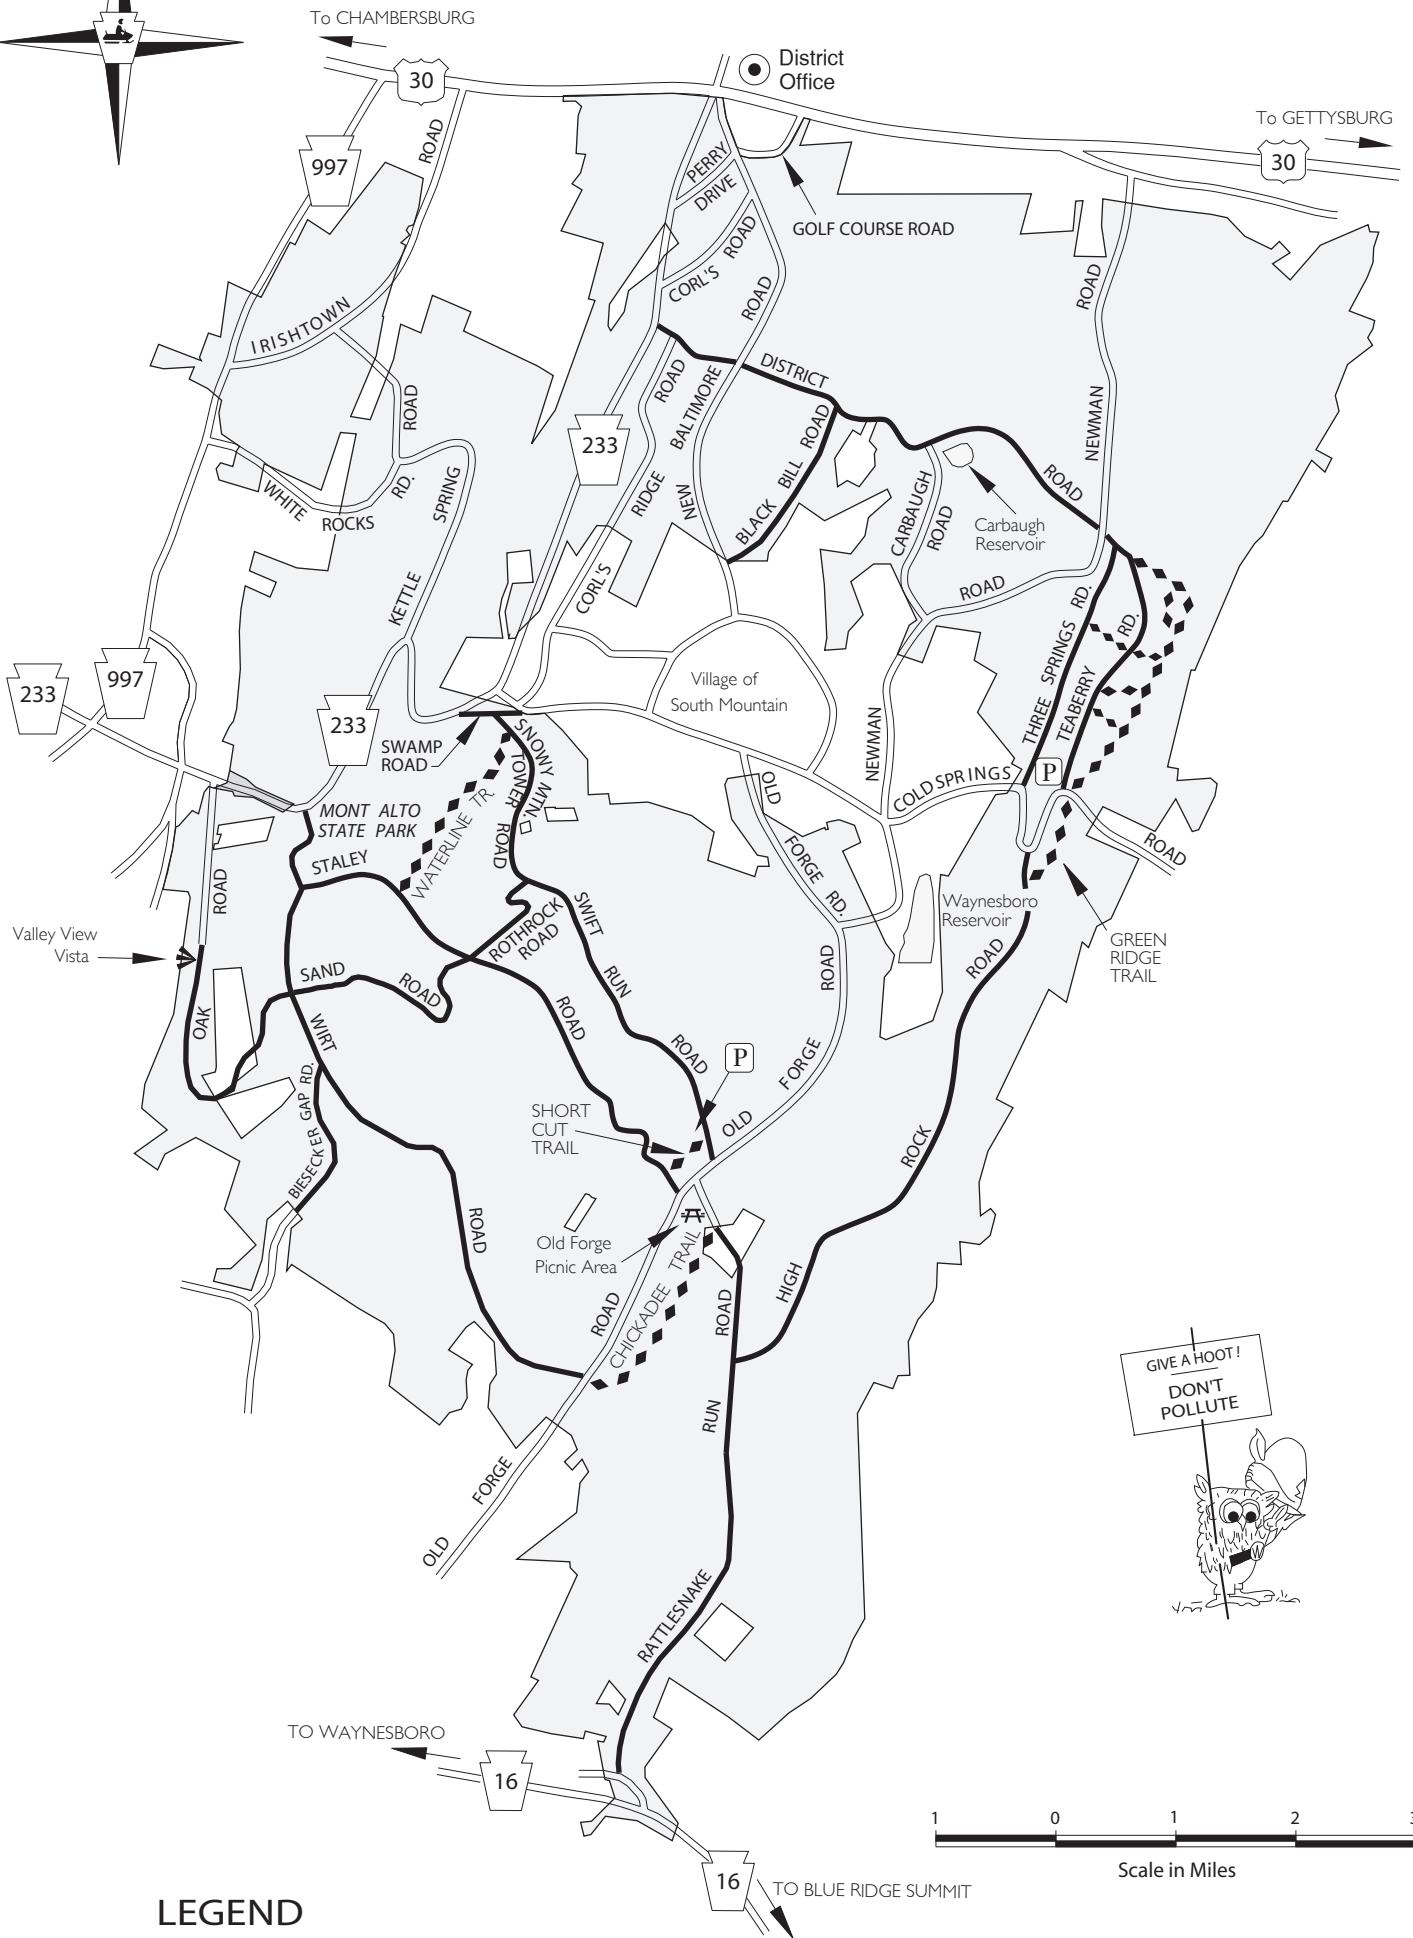 To CHAMBERSBURG
30
District
Office
To GETTYSBURG
30
997
ROAD
PERRY
DRIVE
GOLF COURSE ROAD
CORL'S ROAD
ROAD
ROAD
IRISHTOWN
ROAD
DISTRICT
ROAD
BALTIMORE
ROAD
NEWMAN
233
RIDGE
NEW
BLACK BILL
CARBAUGH
ROAD
ROAD
WHITE
ROCKS
RD.
SPRING
Carbaugh
Reservoir
KETTLE
CORL'S
ROAD
THREE SPRINGS RD.
RD.
TEABERRY
233
997
233
Village of
South Mountain
SWAMP
ROAD
SNOWY MTN.
TOWER
ROAD
NEWMAN
COLD SPRINGS
P
ROAD
OLD
FORGE RD.
MONT ALTO
STATE PARK
WATERLINE TR.
STALEY
ROAD
Valley View
Vista
ROTHROCK
ROAD
SWIFT
RUN
ROAD
Waynesboro
Reservoir
ROAD
GREEN
RIDGE
TRAIL
SAND
ROAD
ROAD
ROAD
OAK
WIRT
FORGE
OLD
P
BIESECKER GAP RD.
SHORT
CUT
TRAIL
ROCK
HIGH
ROAD
Old Forge
Picnic Area
CHICKADEE TRAIL
ROAD
ROAD
RUN
GIVE A HOOT!
DON'T
POLLUTE
FORGE
OLD
RATTLESNAKE
TO WAYNESBORO
16
1 0 1 2
Scale in Miles
16
TO BLUE RIDGE SUMMIT
LEGEND